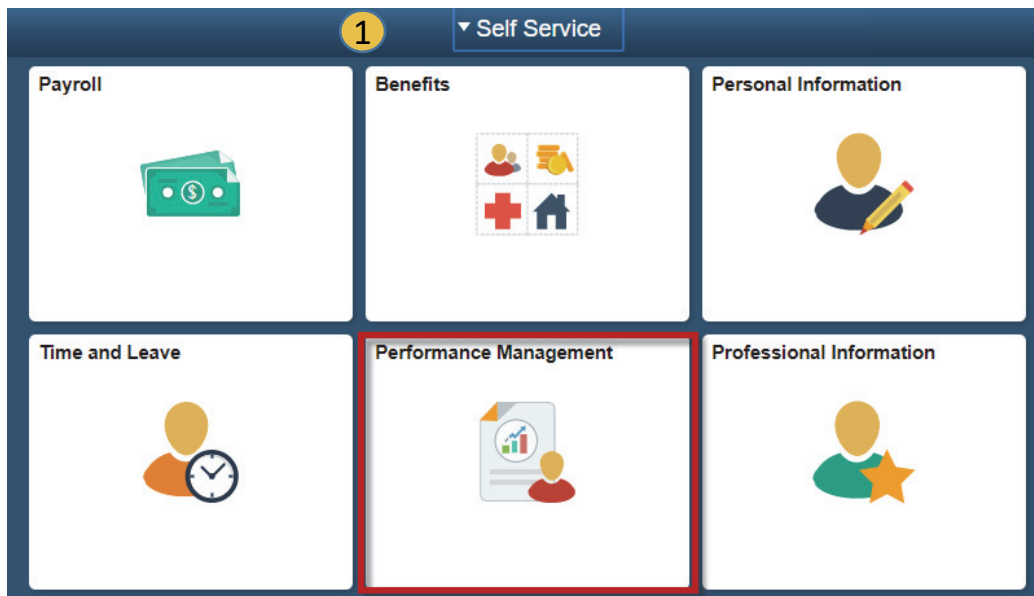 1
Self Service
Payroll
Benefits
Personal Information
$
Time and Leave
Performance Management
Professional Information